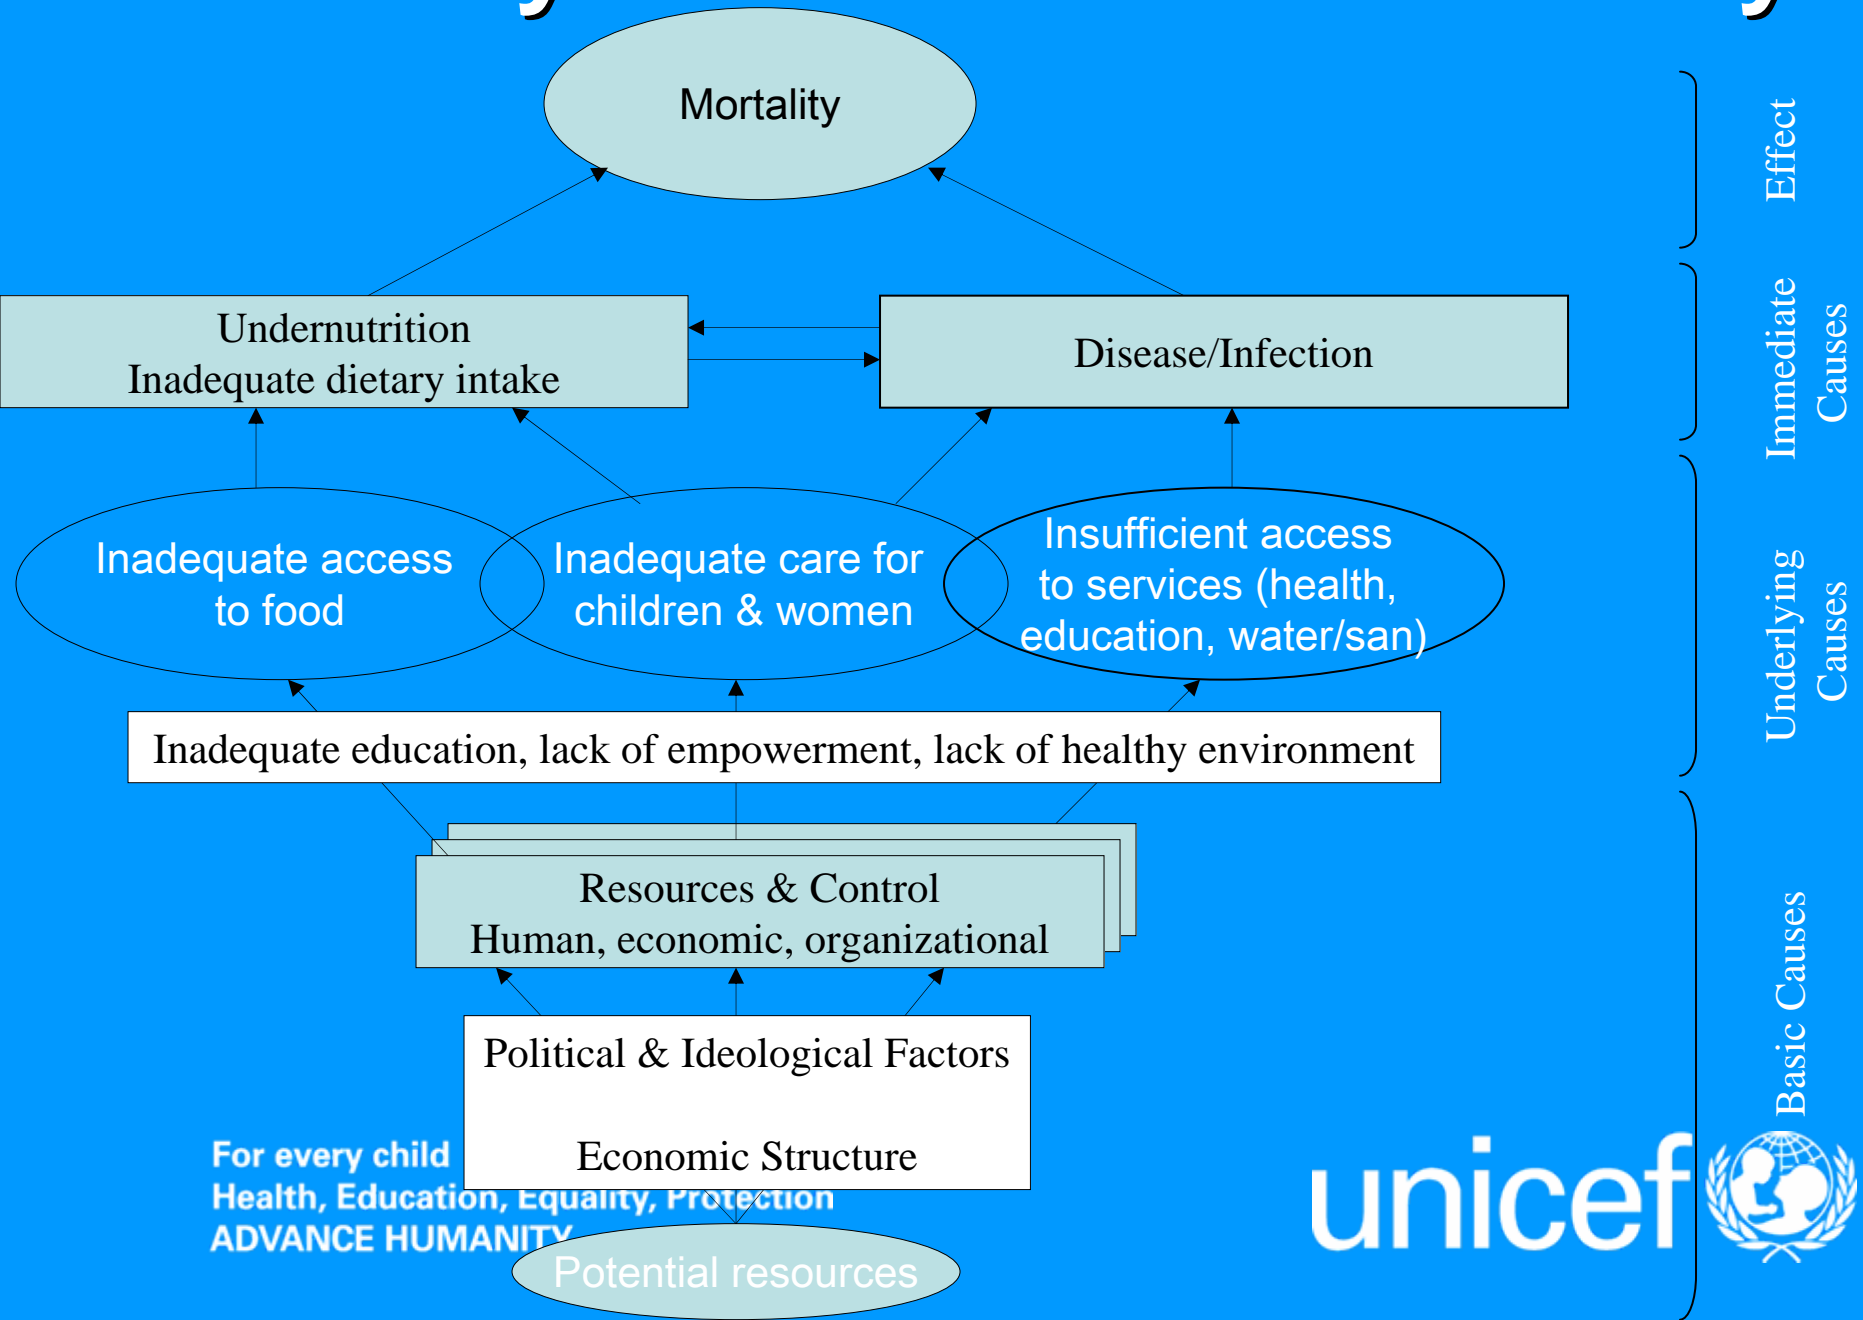 Mortality
Effect
Undernutrition
Inadequate dietary intake
Disease/Infection
Immediate
Causes
Inadequate access
to food
Inadequate care for
children & women
Insufficient access
to services (health,
education, water/san)
Underlying
Causes
Inadequate education, lack of empowerment, lack of healthy environment
Resources & Control
Human, economic, organizational
Basic Causes
Political & Ideological Factors
Economic Structure
For every child
Health, Education, Equality, Protection
ADVANCE HUMANITY
Potential resources
unicef